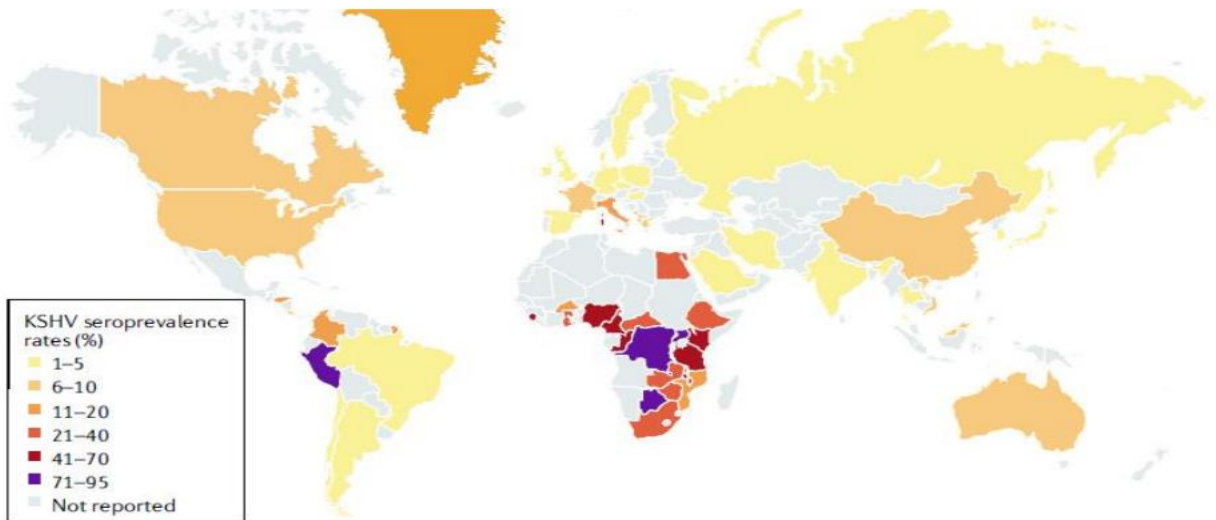 KSHV seroprevalence
rates (%)
1–5
6–10
11–20
21–40
41–70
71–95
Not reported